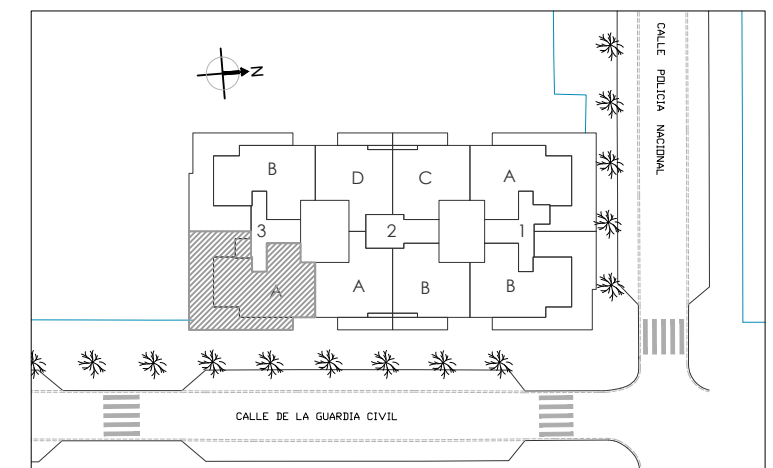 CALLE POLICIA NACIONAL
N
B
D
C
A
3
2
1
A
A
B
B
CALLE DE LA GUARDIA CIVIL